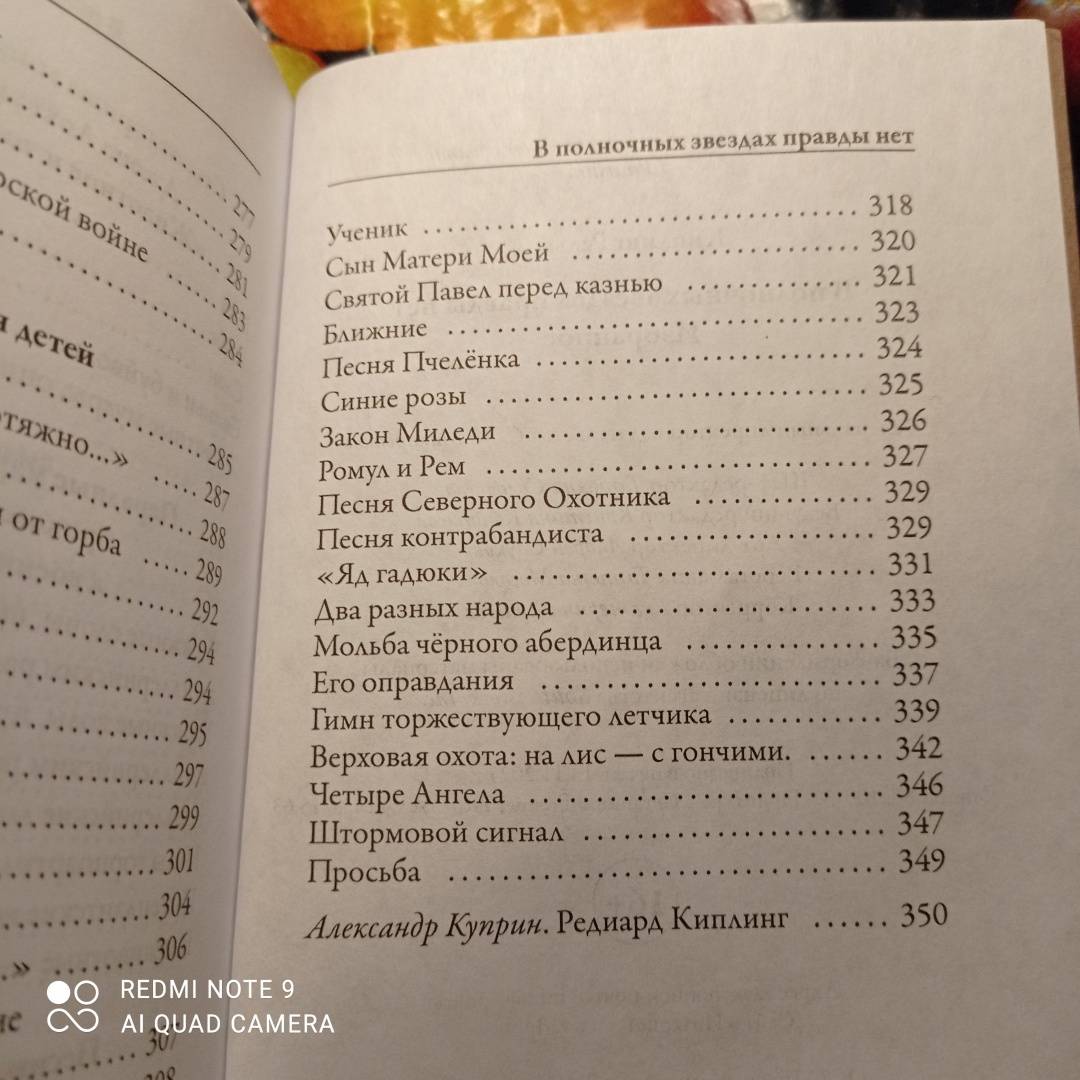 277
279
281
рской войне ........ 283
284
я детей
285
отяжно...» ..... 287
288
от горба ..... 289
292
294
294
295
297
299
301
304
...» ........ 306
307
308
В полночных звездах правды нет
Ученик ........ 318
Сын Матери Моей ........ 320
Святой Павел перед казнью ........ 321
Ближние ........ 323
Песня Пчелёнка ........ 324
Синие розы ........ 325
Закон Миледи ........ 326
Ромул и Рем ........ 327
Песня Северного Охотника ........ 329
Песня контрабандиста ........ 329
«Яд гадюки» ........ 331
Два разных народа ........ 333
Мольба чёрного абердинца ........ 335
Его оправдания ........ 337
Гимн торжествующего летчика ........ 339
Верховая охота: на лис — с гончими. ...... 342
Четыре Ангела ........ 346
Штормовой сигнал ........ 347
Просьба ........ 349
Александр Куприн. Редиард Киплинг ...... 350
REDMI NOTE 9
AI QUAD CAMERA